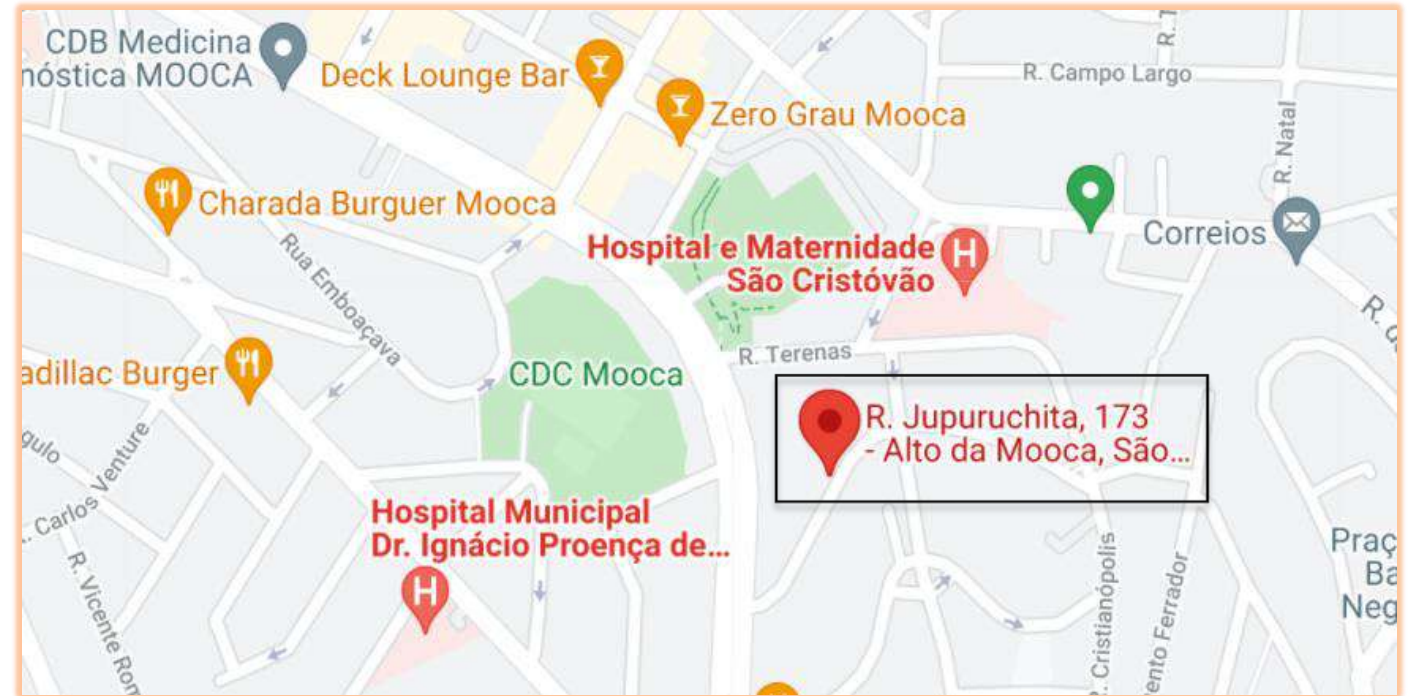 CDB Medicina
nóstica MOOCA
Deck Lounge Bar
Zero Grau Mooca
R. Campo Largo
R. Natal
Charada Burguer Mooca
Correios
Rua Emboaçava
Hospital e Maternidade
São Cristóvão
R. Terenas
CDC Mooca
adillac Burger
R. Jupuruchita, 173
- Alto da Mooca, São...
gulo
Carlos Venture
Hospital Municipal
Dr. Ignácio Proença de...
R. Vicente Rom
R. Cristianópolis
ento Ferrador
Praç
Ba
Neg
H
H